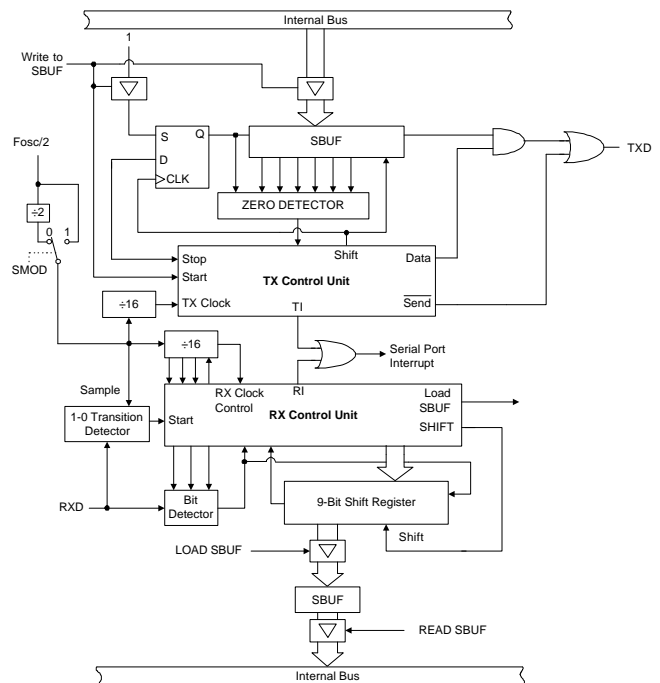 Internal Bus
1
Write to
SBUF
S
Q
D
CLK
SBUF
TXD
Fosc/2
÷2
0 1
SMOD
ZERO DETECTOR
Shift
Stop
Start
TX Clock
TX Control Unit
Data
Send
TI
÷16
÷16
Serial Port
Interrupt
Sample
RX Clock
Control
RI
Load
SBUF
SHIFT
1-0 Transition
Detector
Start
RX Control Unit
RXD
Bit
Detector
9-Bit Shift Register
Shift
LOAD SBUF
SBUF
READ SBUF
Internal Bus